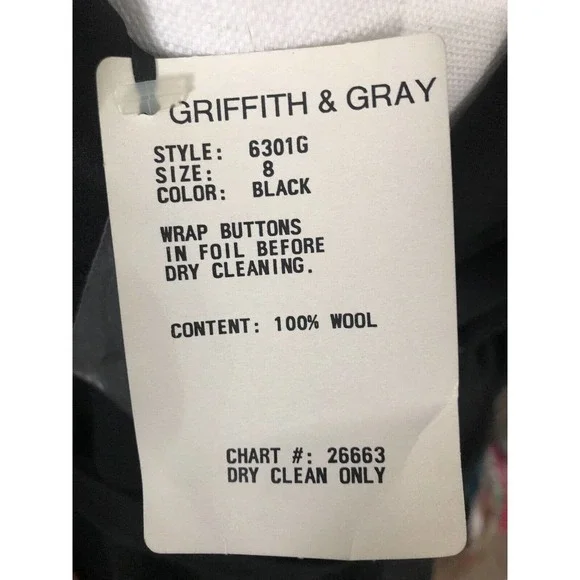 GRIFFITH & GRAY
STYLE: 6301G
SIZE: 8
COLOR: BLACK
WRAP BUTTONS
IN FOIL BEFORE
DRY CLEANING.
CONTENT: 100% WOOL
CHART #: 26663
DRY CLEAN ONLY